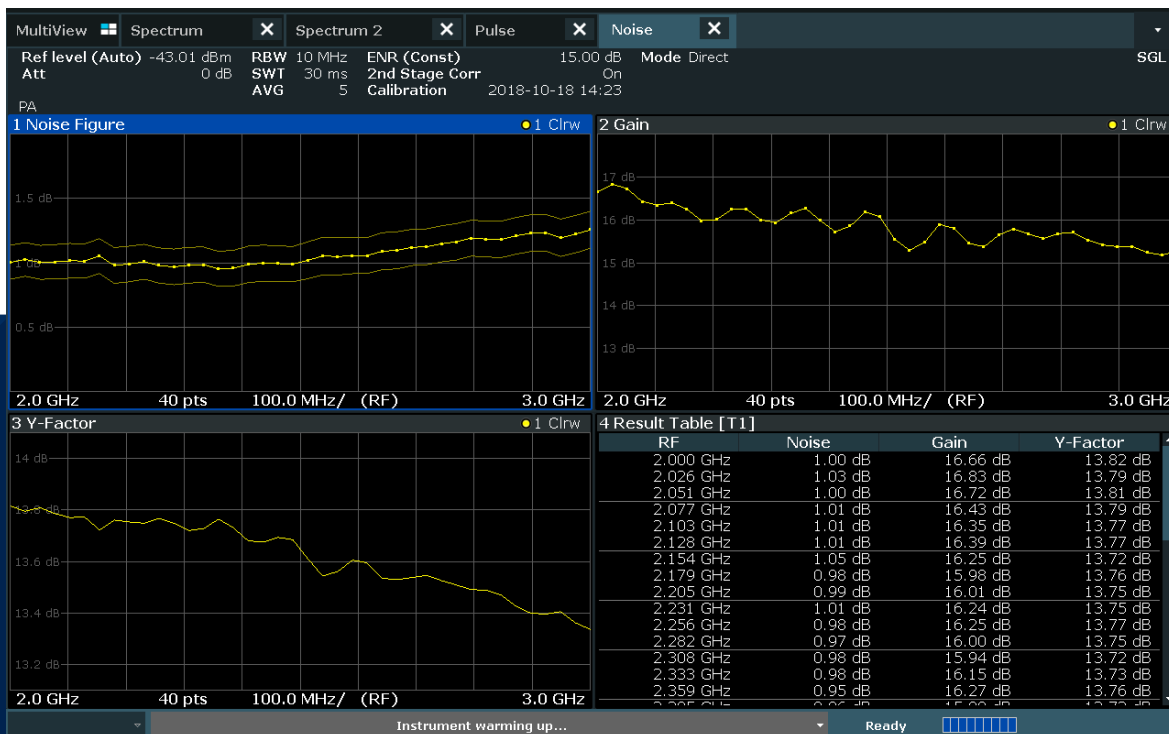 MultiView Spectrum Spectrum 2 Pulse Noise
Ref level (Auto) -43.01 dBm RBW 10 MHz ENR (Const) 15.00 dB Mode Direct SGL
Att 0 dB SWT 30 ms 2nd Stage Corr On
AVG 5 Calibration 2018-10-18 14:23
PA
1 Noise Figure 1 Clrw
1.5 dB
1 dB
0.5 dB
2.0 GHz 40 pts 100.0 MHz/ (RF) 3.0 GHz
2 Gain 1 Clrw
17 dB
16 dB
15 dB
14 dB
13 dB
2.0 GHz 40 pts 100.0 MHz/ (RF) 3.0 GHz
3 Y-Factor 1 Clrw
14 dB
13.8 dB
13.6 dB
13.4 dB
13.2 dB
2.0 GHz 40 pts 100.0 MHz/ (RF) 3.0 GHz
4 Result Table [T1]
RF Noise Gain Y-Factor
2.000 GHz 1.00 dB 16.66 dB 13.82 dB
2.026 GHz 1.03 dB 16.83 dB 13.79 dB
2.051 GHz 1.00 dB 16.72 dB 13.81 dB
2.077 GHz 1.01 dB 16.43 dB 13.79 dB
2.103 GHz 1.01 dB 16.35 dB 13.77 dB
2.128 GHz 1.01 dB 16.39 dB 13.77 dB
2.154 GHz 1.05 dB 16.25 dB 13.72 dB
2.179 GHz 0.98 dB 15.98 dB 13.76 dB
2.205 GHz 0.99 dB 16.01 dB 13.75 dB
2.231 GHz 1.01 dB 16.24 dB 13.75 dB
2.256 GHz 0.98 dB 16.25 dB 13.77 dB
2.282 GHz 0.97 dB 16.00 dB 13.75 dB
2.308 GHz 0.98 dB 15.94 dB 13.72 dB
2.333 GHz 0.98 dB 16.15 dB 13.73 dB
2.359 GHz 0.95 dB 16.27 dB 13.76 dB
Instrument warming up... Ready